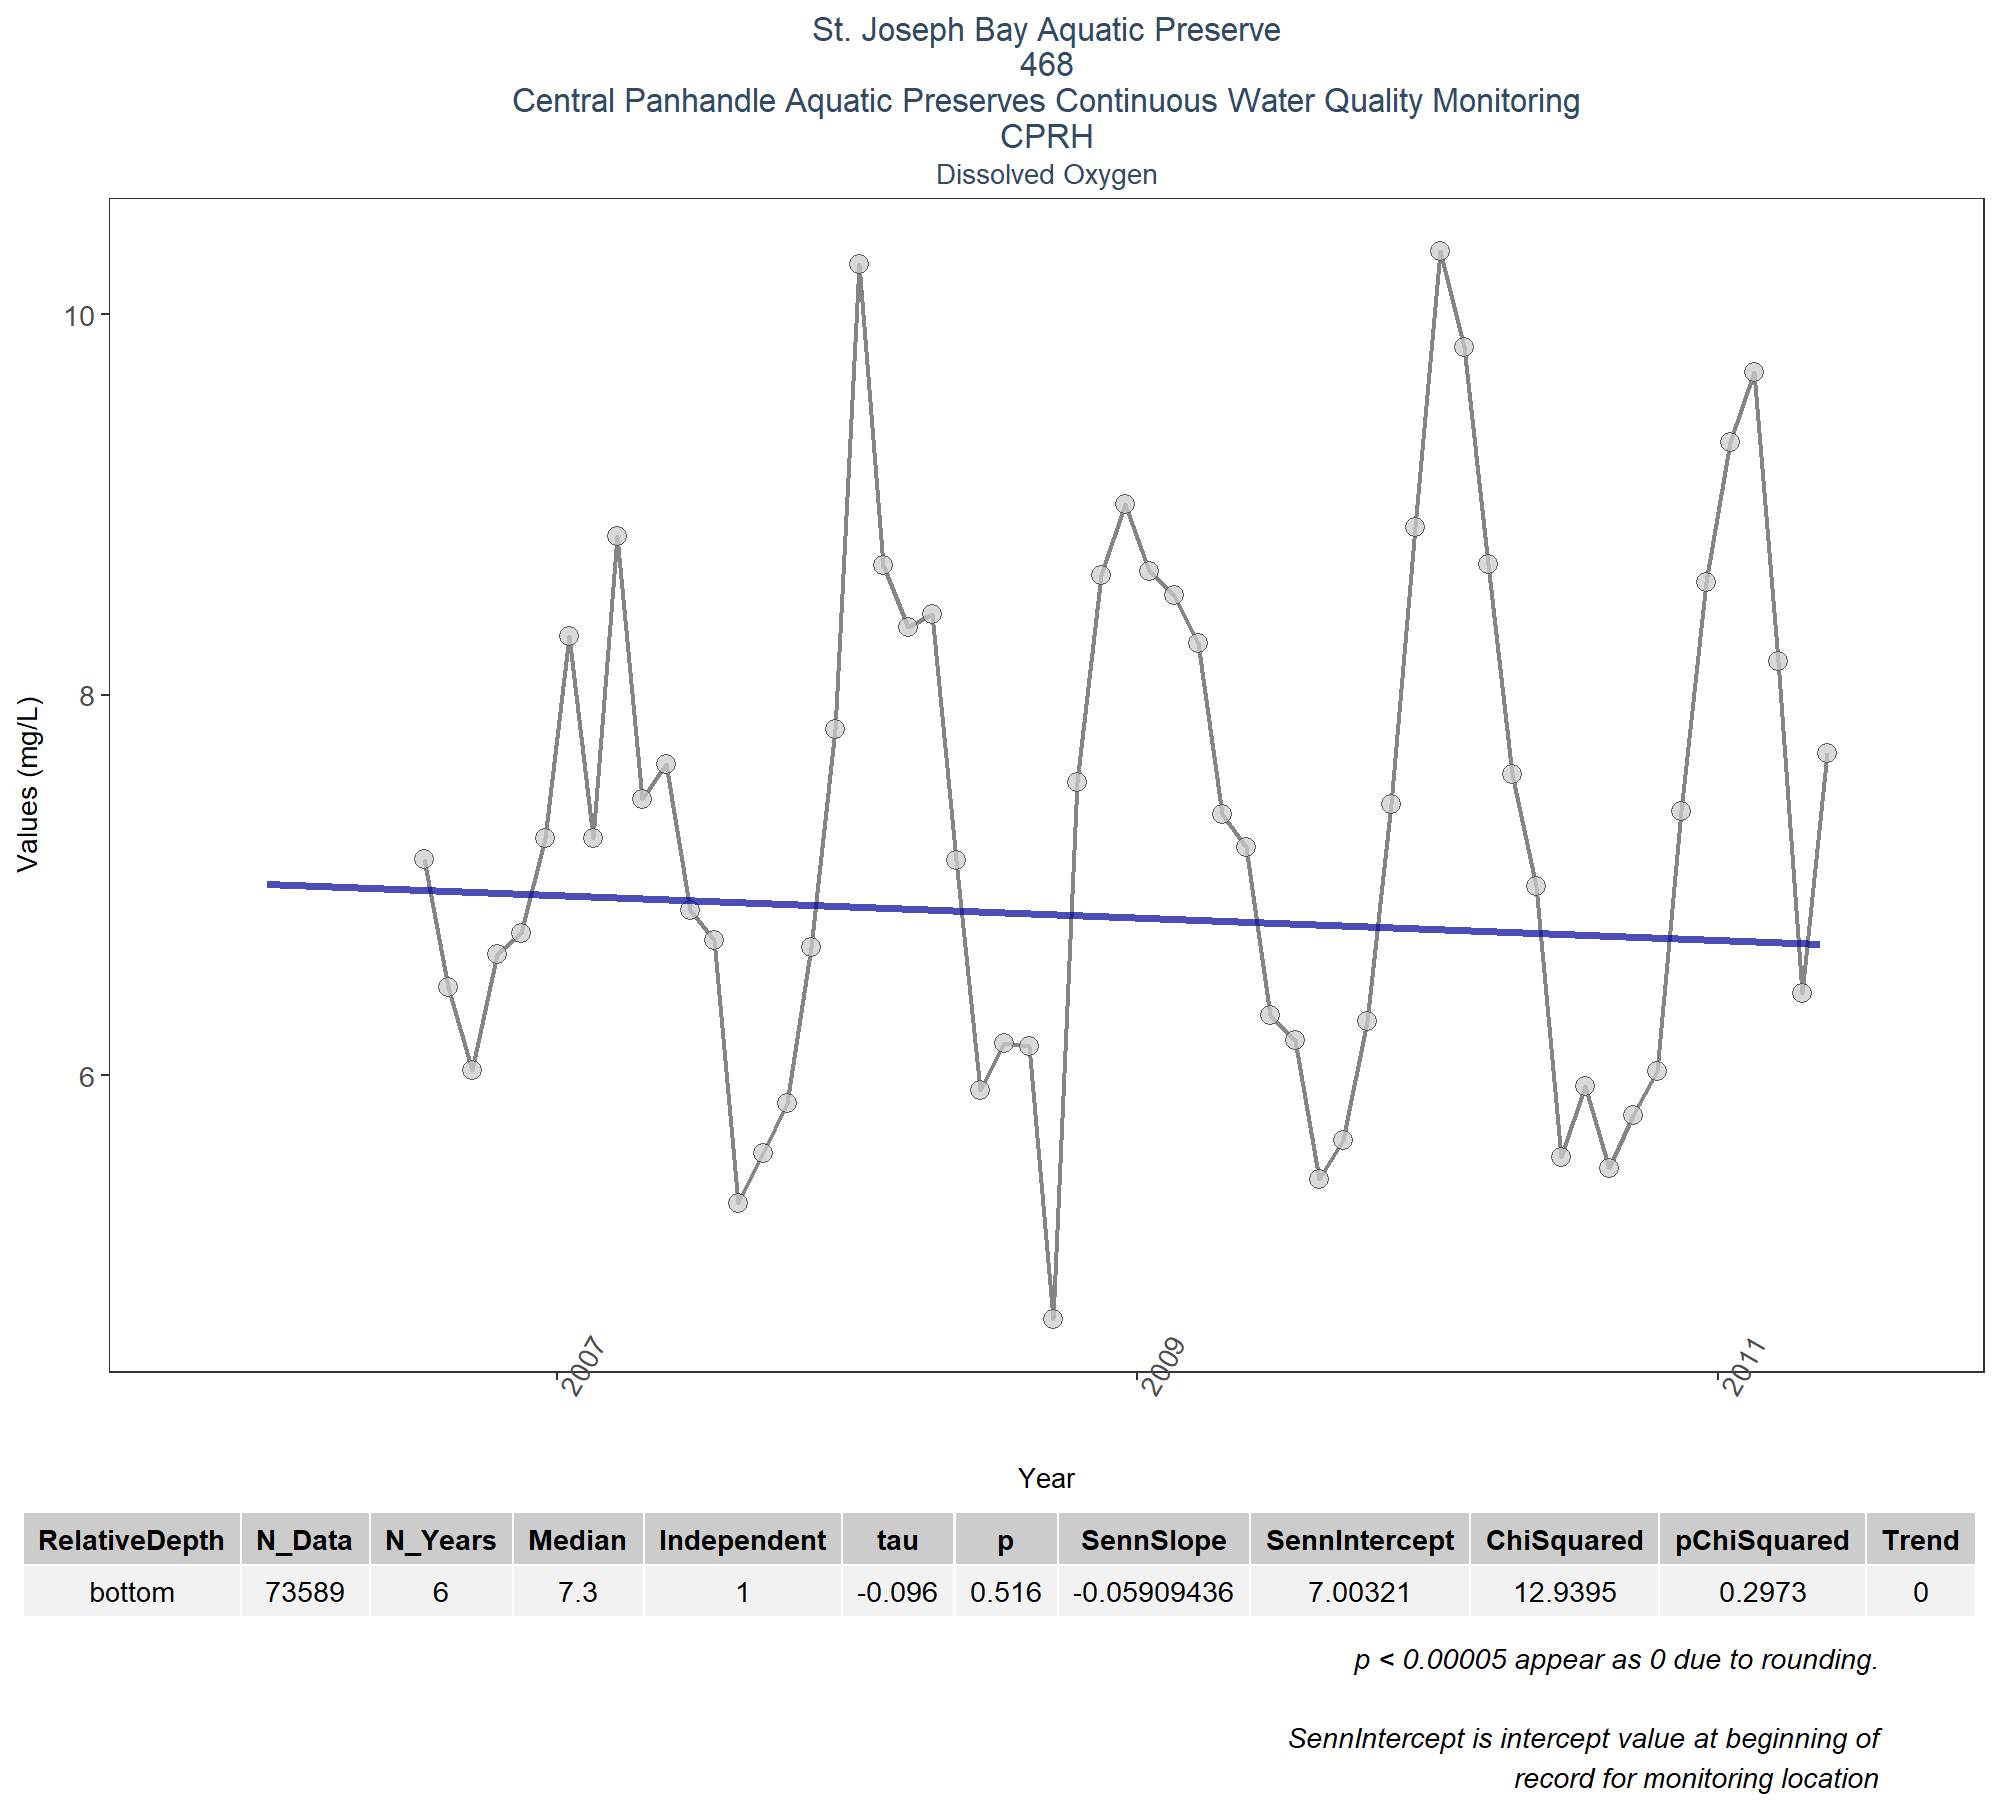 St. Joseph Bay Aquatic Preserve
468
Central Panhandle Aquatic Preserves Continuous Water Quality Monitoring
CPRH
Dissolved Oxygen
10
8
6
Values (mg/L)
2007
2009
2011
Year
RelativeDepth N_Data N_Years Median Independent tau p SennSlope SennIntercept ChiSquared pChiSquared Trend
bottom 73589 6 7.3 1 -0.096 0.516 -0.05909436 7.00321 12.9395 0.2973 0
p < 0.00005 appear as 0 due to rounding.
SennIntercept is intercept value at beginning of
record for monitoring location